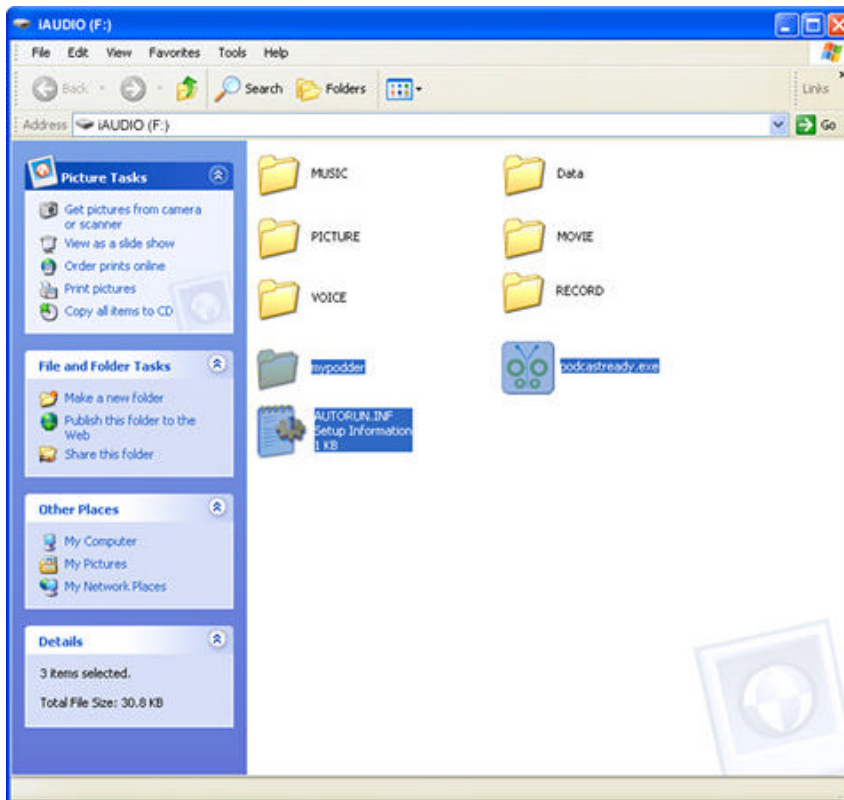 iAUDIO (F:)
File Edit View Favorites Tools Help
Back Search Folders Links
Address iAUDIO (F:) Go
Picture Tasks
Get pictures from camera
or scanner
View as a slide show
Order prints online
Print pictures
Copy all items to CD
File and Folder Tasks
Make a new folder
Publish this folder to the
Web
Share this folder
Other Places
My Computer
My Pictures
My Network Places
Details
3 items selected.
Total File Size: 30.8 KB
MUSIC Data
PICTURE MOVIE
VOICE RECORD
mypodder podcastready.exe
AUTORUN.INF
Setup Information
1 KB